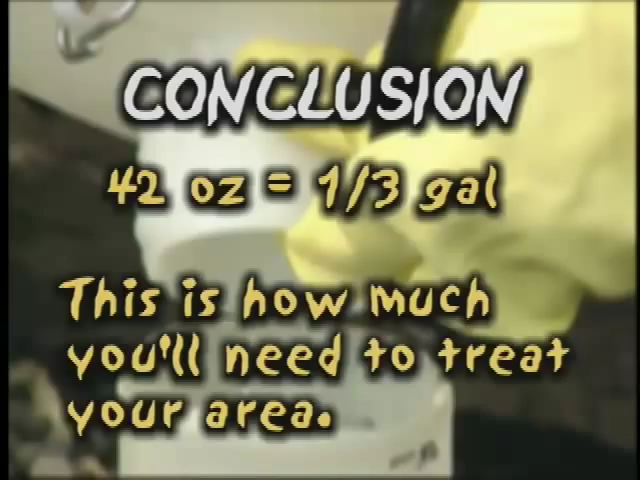 CONCLUSION
42 oz = 1/3 gal
This is how much
you'll need to treat
your area.